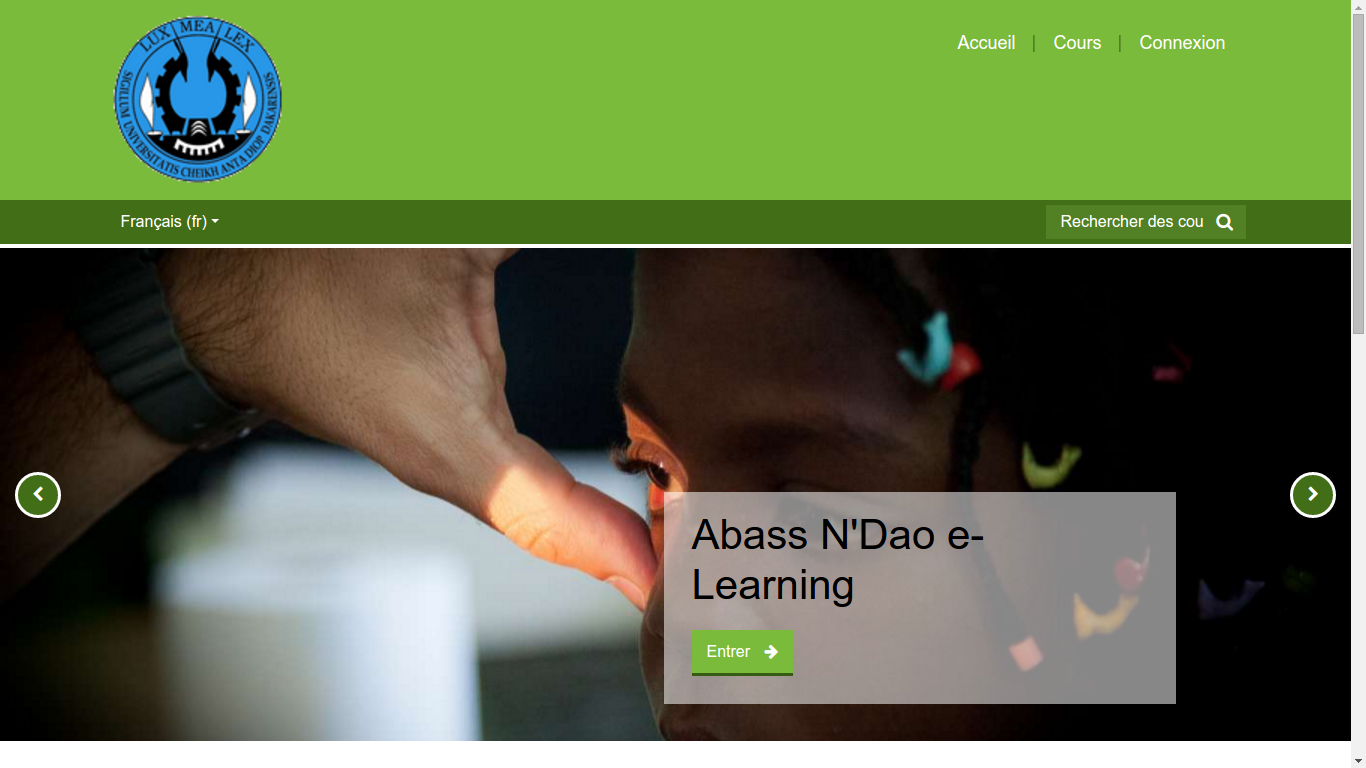 LUX MEA LEX
SIGILLUM UNIVERSITATIS CHEIKH ANTA DIOP DAKARENSIS
Accueil | Cours | Connexion
Français (fr)
Rechercher des cou
Abass N'Dao e-
Learning
Entrer